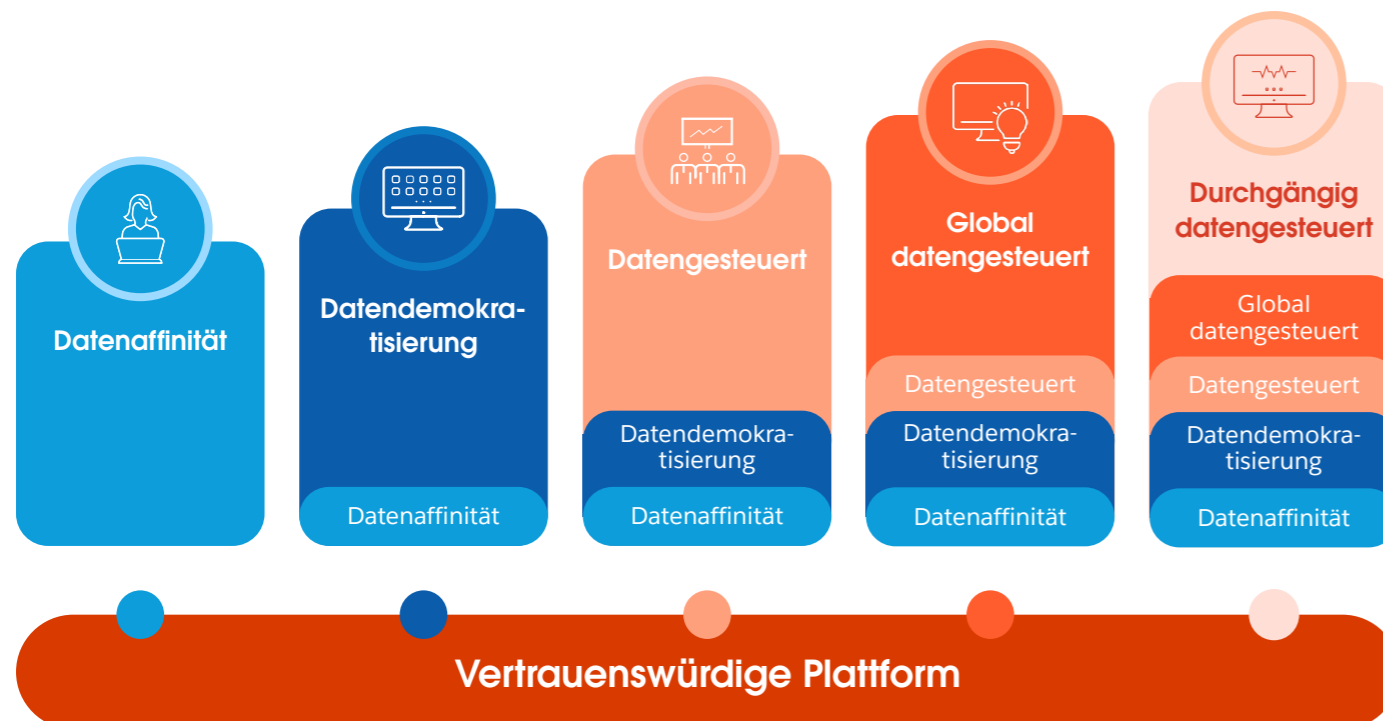 Datenaffinität
Datendemokra-
tisierung
Datenaffinität
Datengesteuert
Datendemokra-
tisierung
Datenaffinität
Global
datengesteuert
Datengesteuert
Datendemokra-
tisierung
Datenaffinität
Durchgängig
datengesteuert
Global
datengesteuert
Datengesteuert
Datendemokra-
tisierung
Datenaffinität
Vertrauenswürdige Plattform